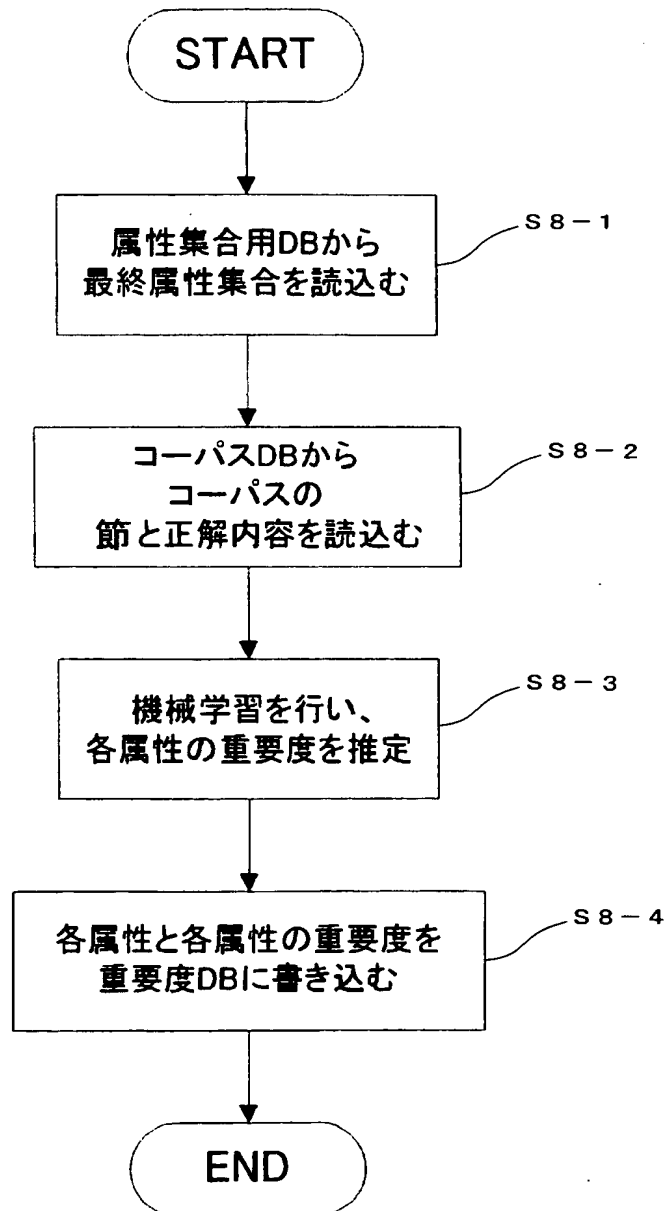 START
属性集合用DBから
最終属性集合を読込む
S8-1
コーパスDBから
コーパスの
節と正解内容を読込む
S8-2
機械学習を行い、
各属性の重要度を推定
S8-3
各属性と各属性の重要度を
重要度DBに書き込む
S8-4
END